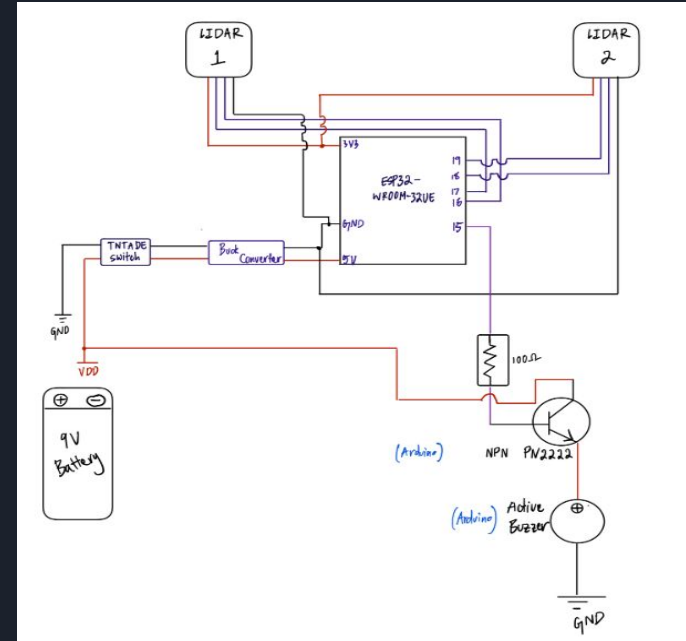 LIDAR
1
LIDAR
2
3V3
19
18
17
16
15
ESP32-
WROOM-32UE
GND
5V
TNTADE
switch
Buck
Converter
GND
VDD
100Ω
9V
Battery
(Arduino)
NPN PN2222
(Arduino)
Active
Buzzer
GND